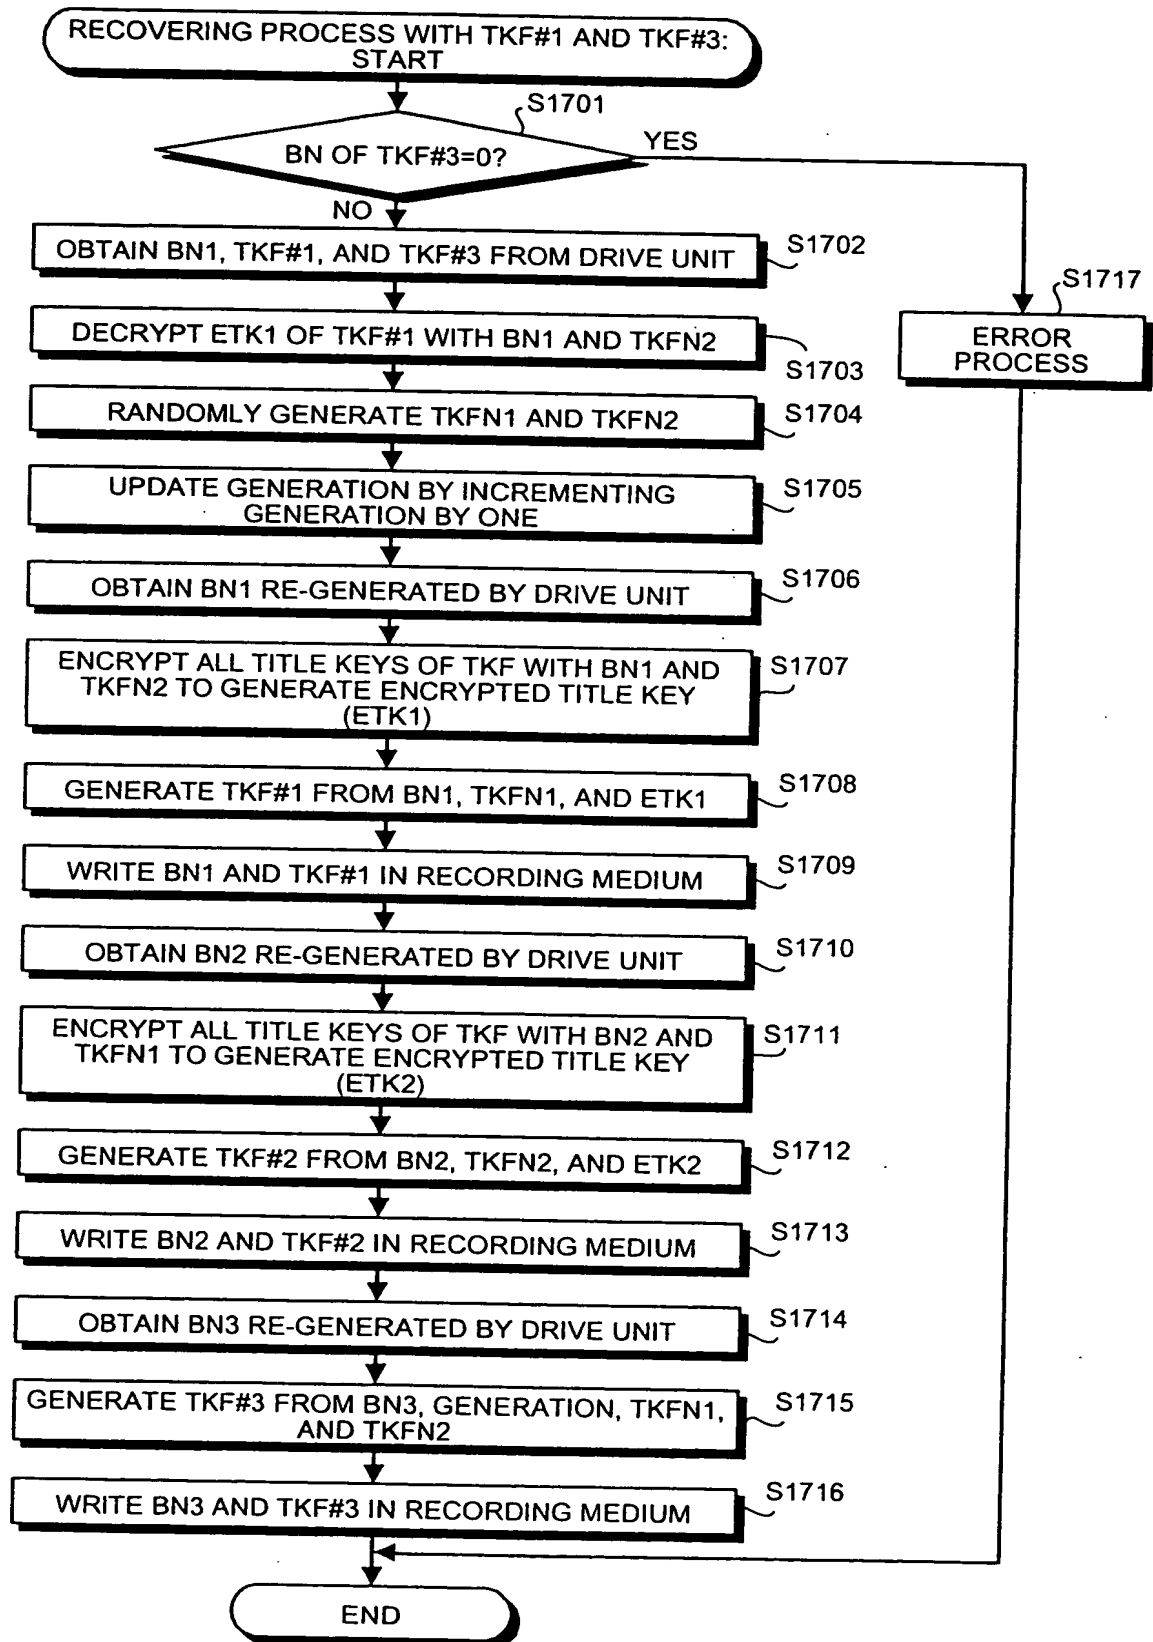 RECOVERING PROCESS WITH TKF#1 AND TKF#3:
START
S1701
BN OF TKF#3=0?
YES
NO
OBTAIN BN1, TKF#1, AND TKF#3 FROM DRIVE UNIT
S1702
S1717
ERROR
PROCESS
DECRYPT ETK1 OF TKF#1 WITH BN1 AND TKFN2
S1703
RANDOMLY GENERATE TKFN1 AND TKFN2
S1704
UPDATE GENERATION BY INCREMENTING
GENERATION BY ONE
S1705
OBTAIN BN1 RE-GENERATED BY DRIVE UNIT
S1706
ENCRYPT ALL TITLE KEYS OF TKF WITH BN1 AND
TKFN2 TO GENERATE ENCRYPTED TITLE KEY
(ETK1)
S1707
GENERATE TKF#1 FROM BN1, TKFN1, AND ETK1
S1708
WRITE BN1 AND TKF#1 IN RECORDING MEDIUM
S1709
OBTAIN BN2 RE-GENERATED BY DRIVE UNIT
S1710
ENCRYPT ALL TITLE KEYS OF TKF WITH BN2 AND
TKFN1 TO GENERATE ENCRYPTED TITLE KEY
(ETK2)
S1711
GENERATE TKF#2 FROM BN2, TKFN2, AND ETK2
S1712
WRITE BN2 AND TKF#2 IN RECORDING MEDIUM
S1713
OBTAIN BN3 RE-GENERATED BY DRIVE UNIT
S1714
GENERATE TKF#3 FROM BN3, GENERATION, TKFN1,
AND TKFN2
S1715
WRITE BN3 AND TKF#3 IN RECORDING MEDIUM
S1716
END